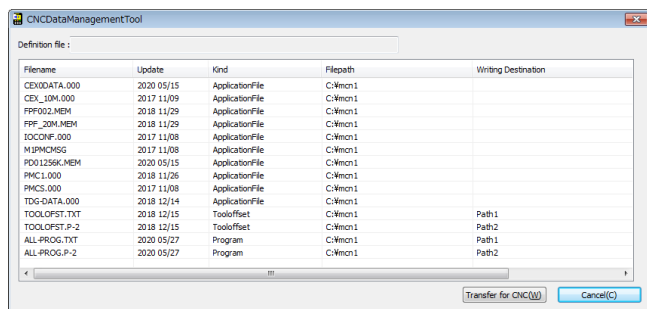 CNCDataManagementTool
Definition file :
Filename Update Kind Filepath Writing Destination
CEX0DATA.000 2020 05/15 ApplicationFile C:¥mcn1
CEX_10M.000 2017 11/09 ApplicationFile C:¥mcn1
FPF002.MEM 2018 11/29 ApplicationFile C:¥mcn1
FPF_20M.MEM 2018 11/29 ApplicationFile C:¥mcn1
IOCONF.000 2017 11/08 ApplicationFile C:¥mcn1
M1PMCMSG 2017 11/08 ApplicationFile C:¥mcn1
PD01256K.MEM 2020 05/15 ApplicationFile C:¥mcn1
PMC1.000 2018 11/26 ApplicationFile C:¥mcn1
PMCS.000 2017 11/08 ApplicationFile C:¥mcn1
TDG-DATA.000 2018 12/14 ApplicationFile C:¥mcn1
TOOLOFST.TXT 2018 12/15 Tooloffset C:¥mcn1 Path1
TOOLOFST.P-2 2018 12/15 Tooloffset C:¥mcn1 Path2
ALL-PROG.TXT 2020 05/27 Program C:¥mcn1 Path1
ALL-PROG.P-2 2020 05/27 Program C:¥mcn1 Path2
Transfer for CNC(W) Cancel(C)